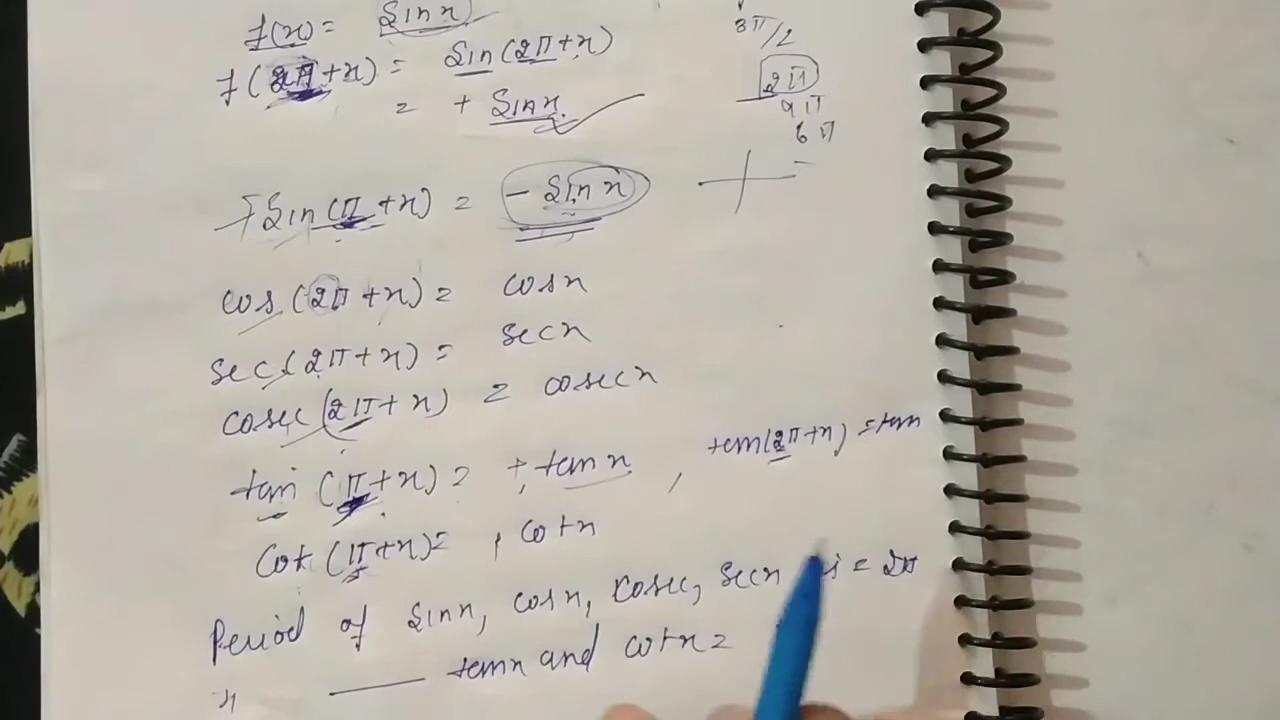 f(x) = sin x
f(2π+x) = sin(2π+x)
= + sin x.
sin(π+x) = - sin x
cos(2π+x) = cos x
sec(2π+x) = sec x
cosec(2π+x) = cosec x
tan (π+x) = + tan x , tan(2π+x) = tan
cot (π+x) = , cot x
Period of sin x, cos x, cosec, sec x = 2π
" —— tan x and cot x =
3π/2
2π
4π
6π